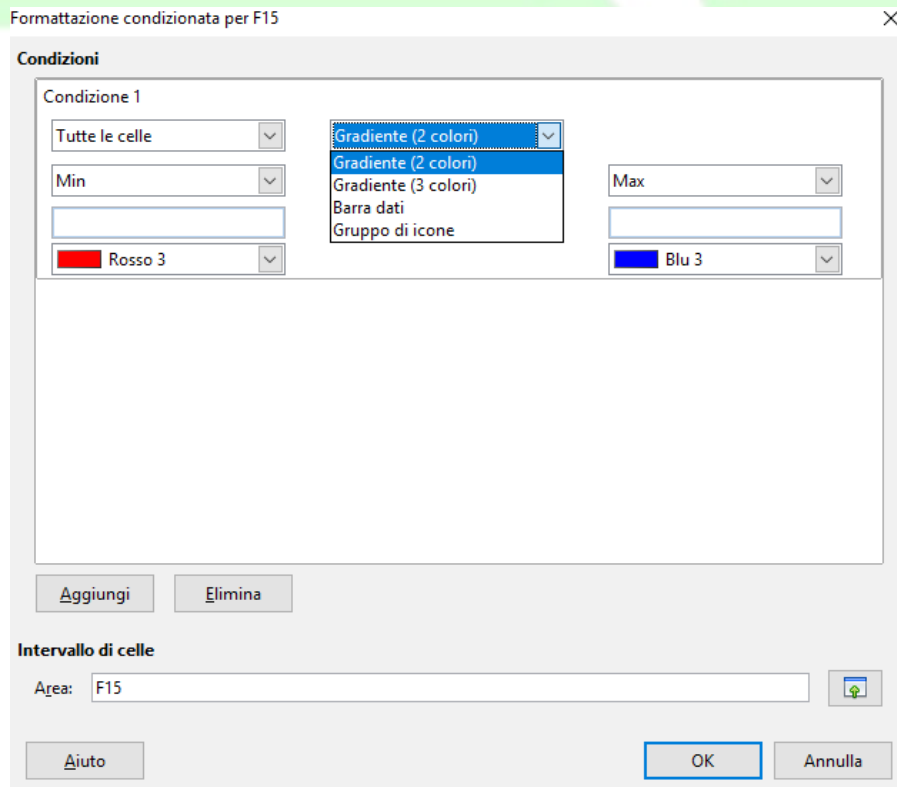 Formattazione condizionata per F15
Condizioni
Condizione 1
Tutte le celle
Gradiente (2 colori)
Gradiente (2 colori)
Gradiente (3 colori)
Barra dati
Gruppo di icone
Min
Max
Rosso 3
Blu 3
Aggiungi
Elimina
Intervallo di celle
Area: F15
Aiuto
OK
Annulla